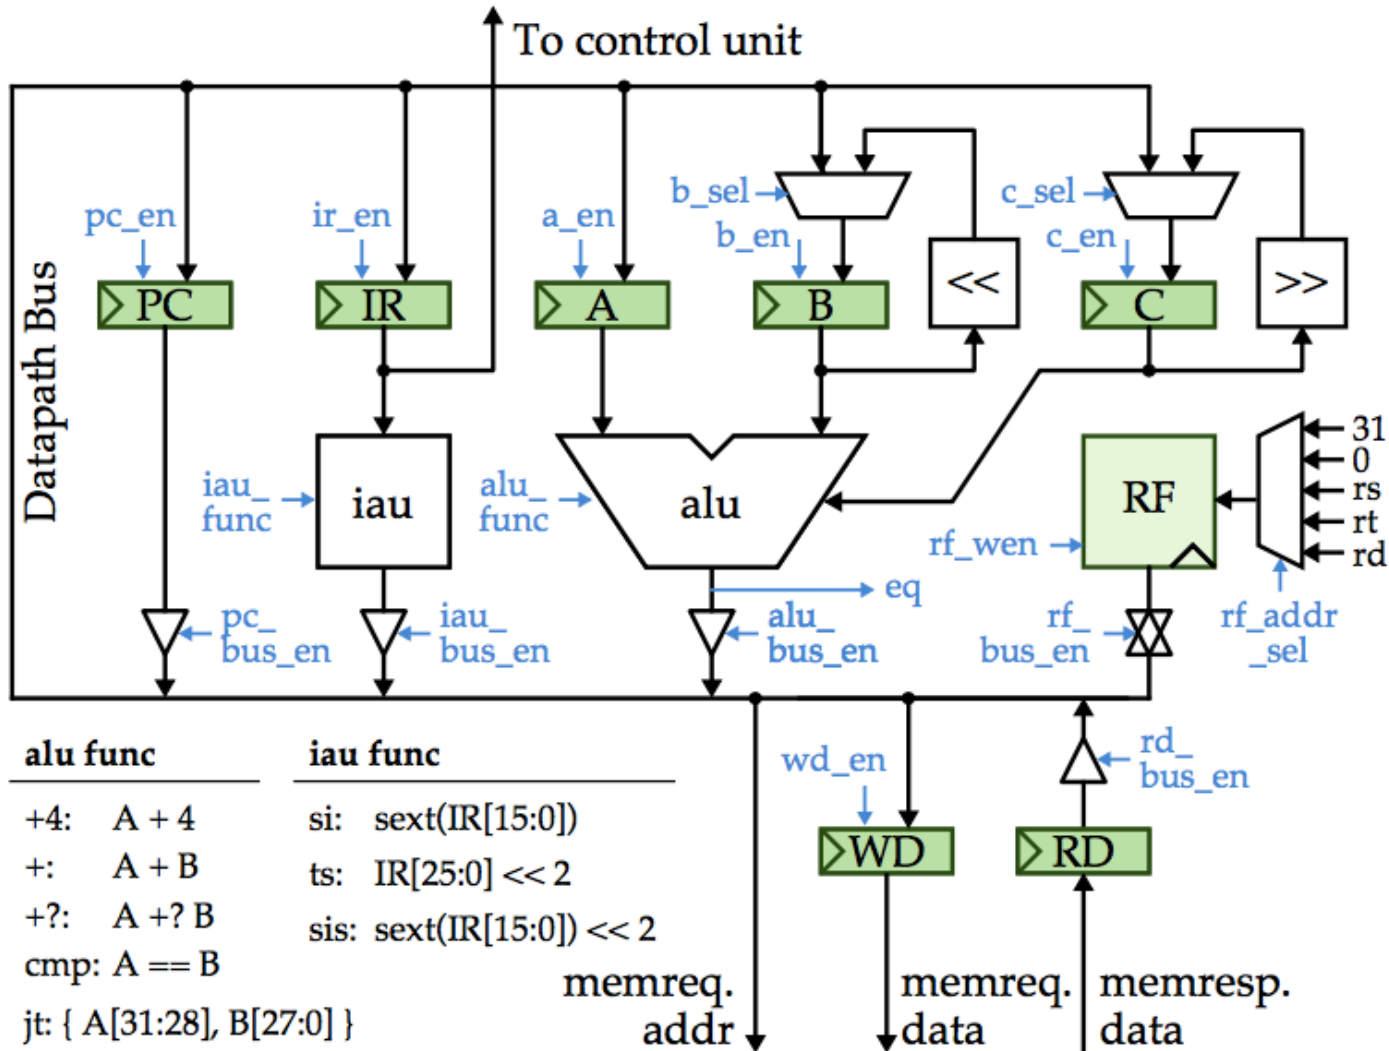 To control unit
Datapath Bus
pc_en
ir_en
a_en
b_sel
b_en
c_sel
c_en
PC
IR
A
B
<<
C
>>
iau_
func
iau
alu_
func
alu
rf_wen
RF
31
0
rs
rt
rd
eq
pc_
bus_en
iau_
bus_en
alu_
bus_en
rf_
bus_en
rf_addr
_sel
alu func
+4: A + 4
+: A + B
+?: A +? B
cmp: A == B
jt: { A[31:28], B[27:0] }
iau func
si: sext(IR[15:0])
ts: IR[25:0] << 2
sis: sext(IR[15:0]) << 2
wd_en
rd_
bus_en
WD
RD
memreq.
addr
memreq.
data
memresp.
data